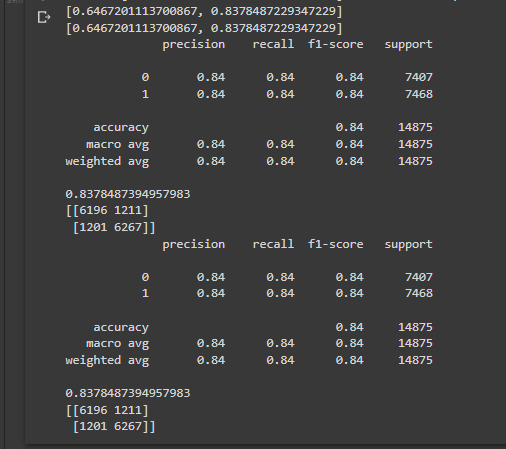 [0.6467201113700867, 0.8378487229347229]
[0.6467201113700867, 0.8378487229347229]
precision recall f1-score support
0 0.84 0.84 0.84 7407
1 0.84 0.84 0.84 7468
accuracy 0.84 14875
macro avg 0.84 0.84 0.84 14875
weighted avg 0.84 0.84 0.84 14875
0.8378487394957983
[[6196 1211]
[1201 6267]]
precision recall f1-score support
0 0.84 0.84 0.84 7407
1 0.84 0.84 0.84 7468
accuracy 0.84 14875
macro avg 0.84 0.84 0.84 14875
weighted avg 0.84 0.84 0.84 14875
0.8378487394957983
[[6196 1211]
[1201 6267]]